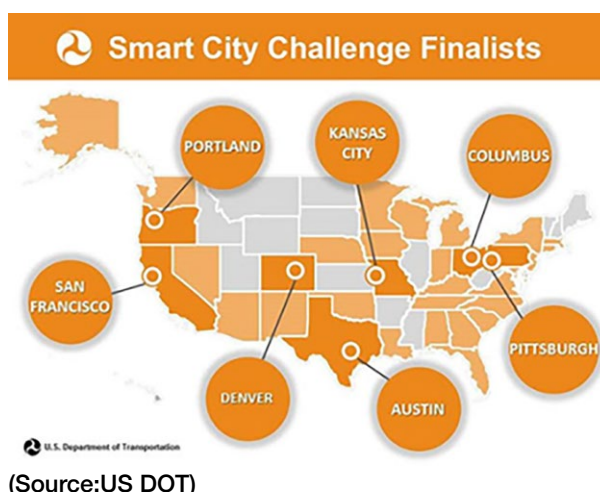 Smart City Challenge Finalists
PORTLAND
KANSAS
CITY
COLUMBUS
SAN
FRANCISCO
PITTSBURGH
DENVER
AUSTIN
U.S. Department of Transportation
(Source:US DOT)